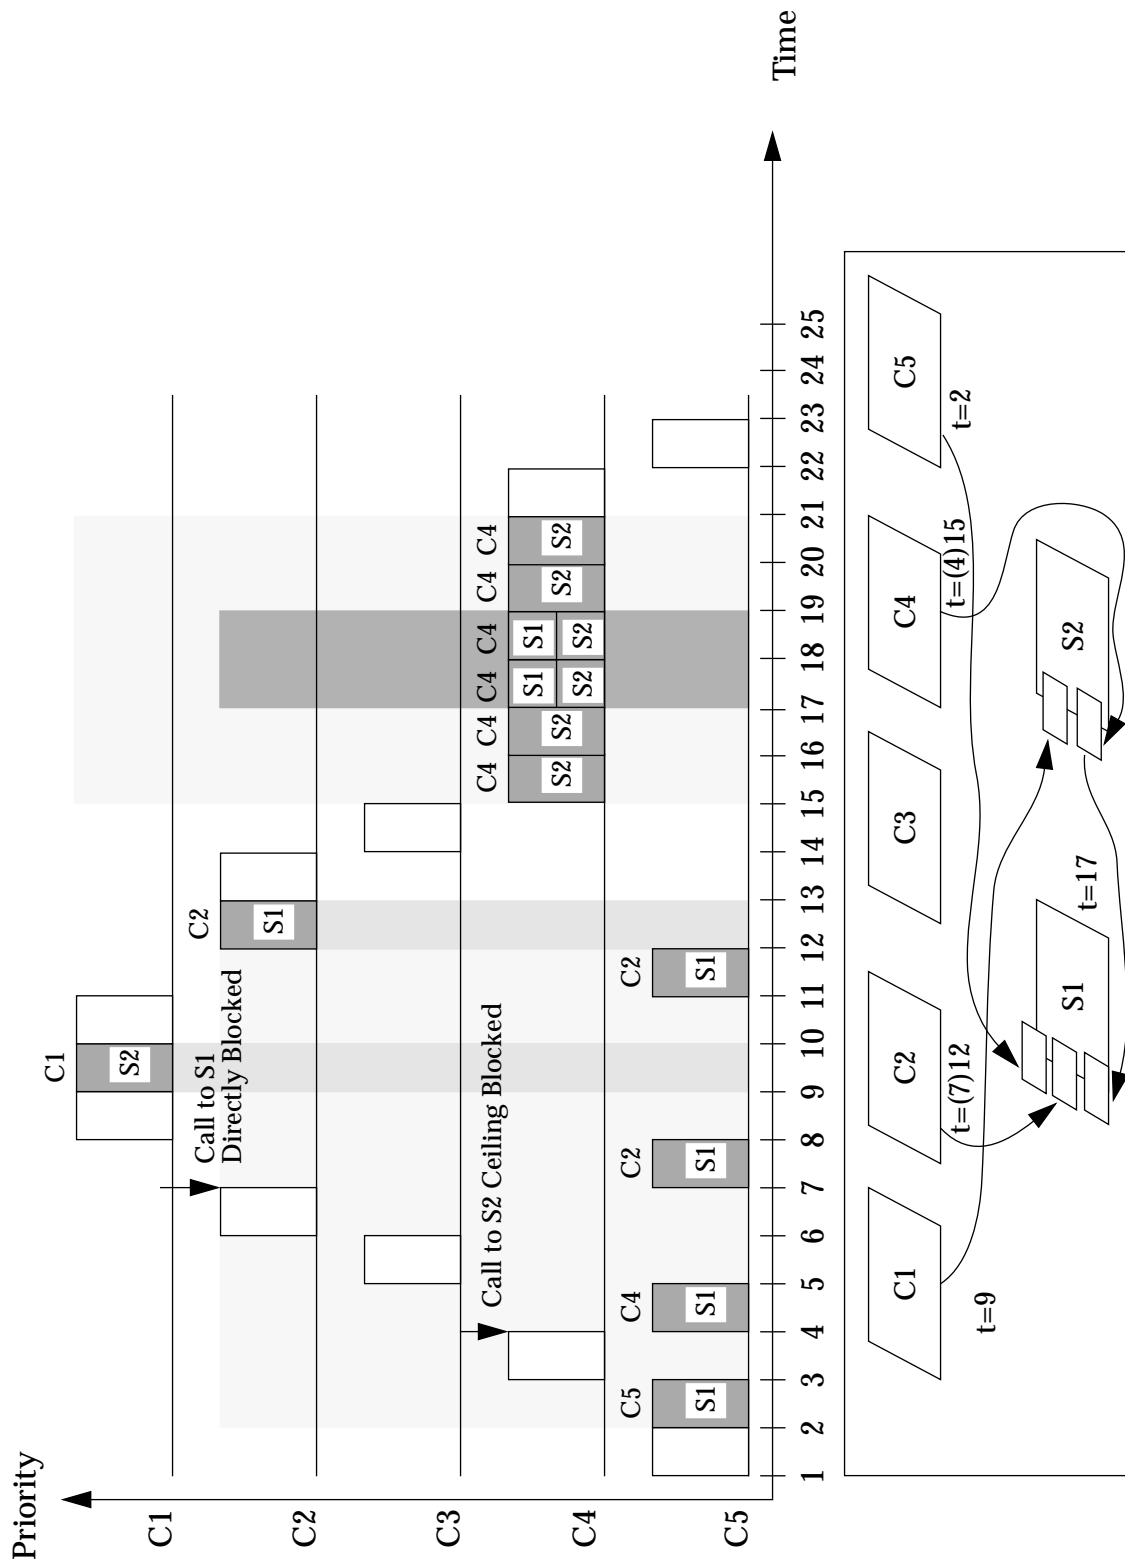 Priority
C1
C2
C3
C4
C5
C1
S2
Call to S1
Directly Blocked
C2
S1
Call to S2 Ceiling Blocked
C4
S2
C4
S2
C4
S1
S2
C4
S1
S2
C4
S2
C4
S2
C5
S1
C4
S1
C2
S1
C2
S1
1 2 3 4 5 6 7 8 9 10 11 12 13 14 15 16 17 18 19 20 21 22 23 24 25
Time
C1
C2
C3
C4
C5
t=9
t=(7)12
t=(4)15
t=2
S1
t=17
S2